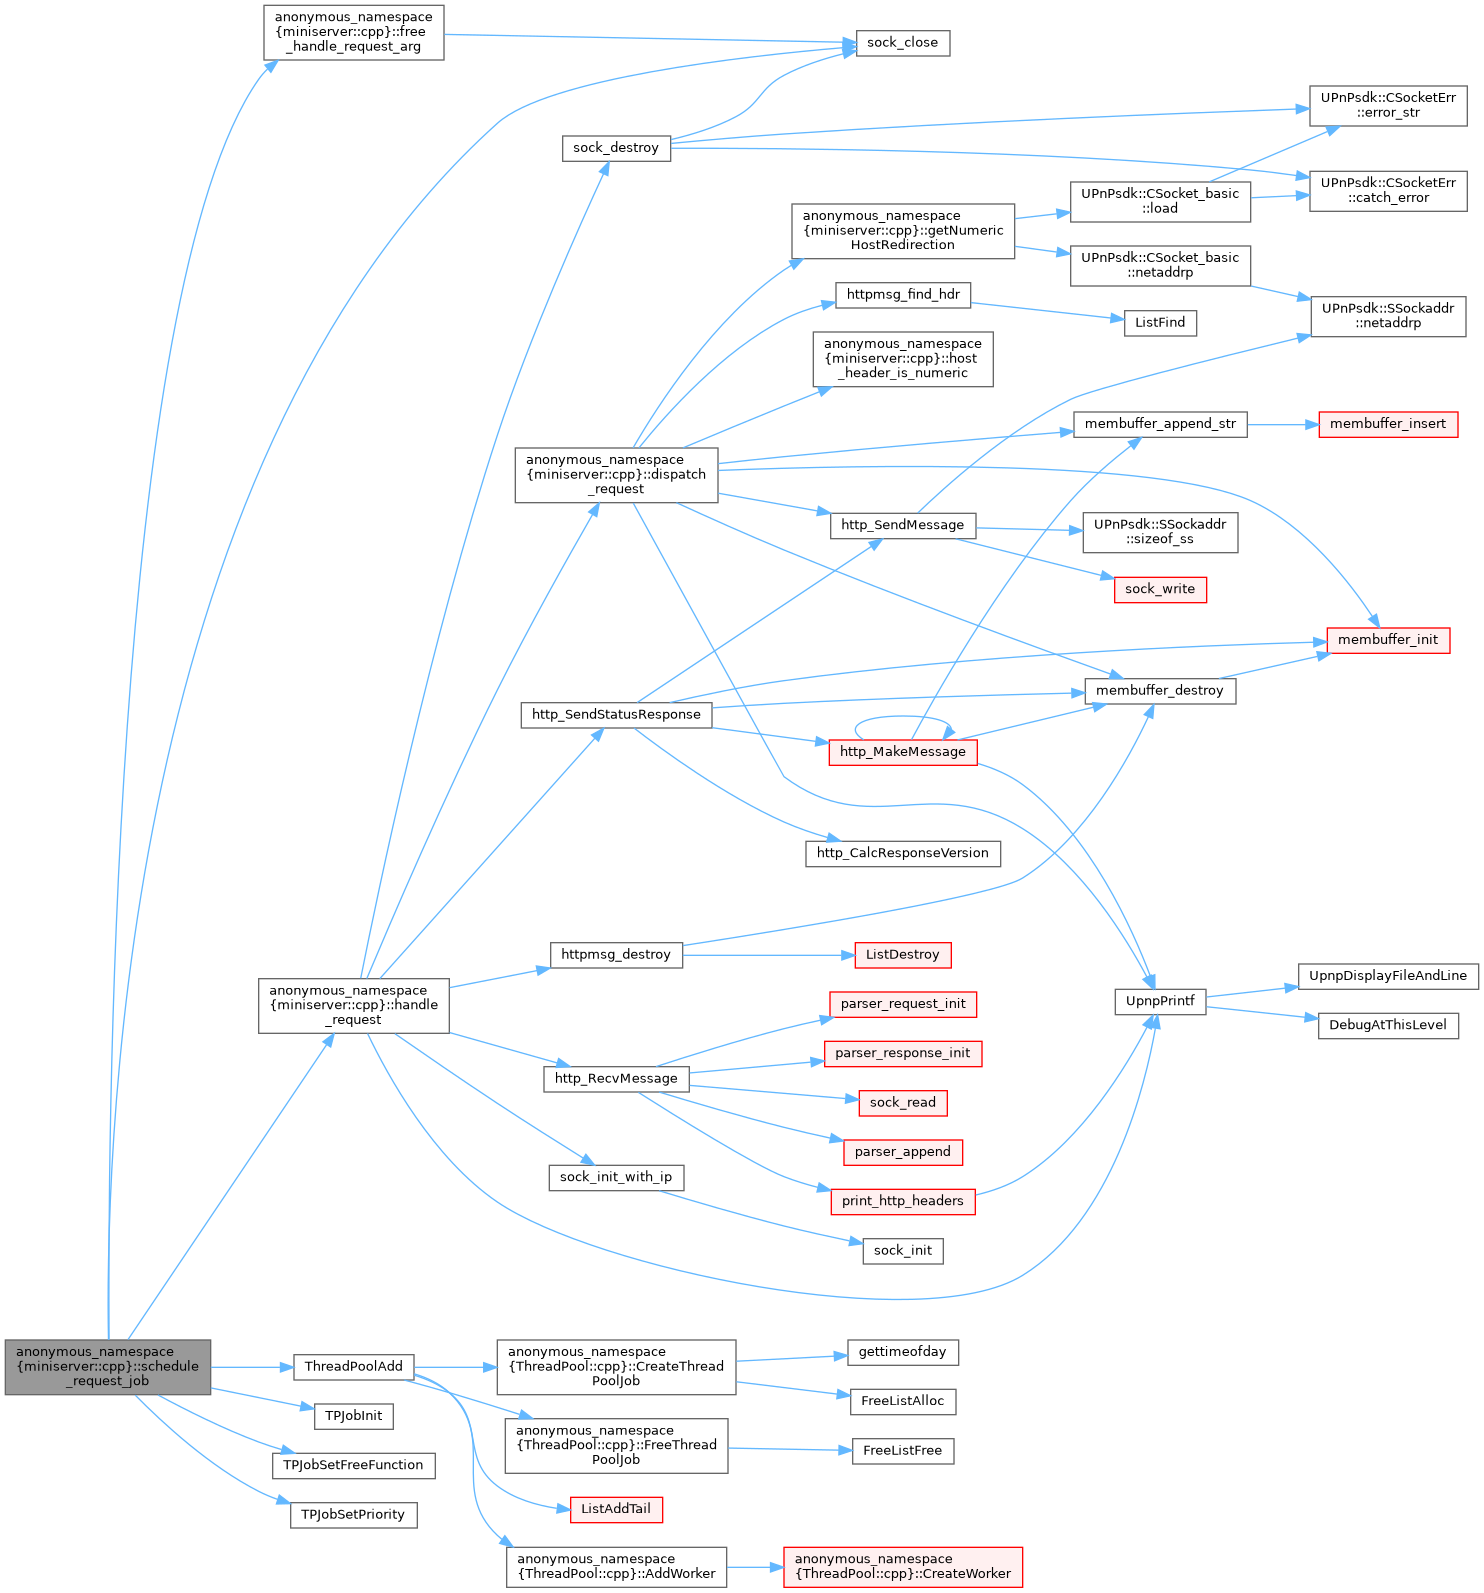 anonymous_namespace
{miniserver::cpp}::free
_handle_request_arg
sock_close
UPnPsdk::CSocketErr
::error_str
sock_destroy
UPnPsdk::CSocketErr
::catch_error
UPnPsdk::CSocket_basic
::load
anonymous_namespace
{miniserver::cpp}::getNumeric
HostRedirection
UPnPsdk::CSocket_basic
::netaddrp
httpmsg_find_hdr
UPnPsdk::SSockaddr
::netaddrp
ListFind
anonymous_namespace
{miniserver::cpp}::host
_header_is_numeric
membuffer_append_str
membuffer_insert
anonymous_namespace
{miniserver::cpp}::dispatch
_request
http_SendMessage
UPnPsdk::SSockaddr
::sizeof_ss
sock_write
membuffer_init
membuffer_destroy
http_SendStatusResponse
http_MakeMessage
http_CalcResponseVersion
httpmsg_destroy
ListDestroy
UpnpDisplayFileAndLine
anonymous_namespace
{miniserver::cpp}::handle
_request
parser_request_init
UpnpPrintf
DebugAtThisLevel
parser_response_init
http_RecvMessage
sock_read
parser_append
sock_init_with_ip
print_http_headers
sock_init
anonymous_namespace
{miniserver::cpp}::schedule
_request_job
ThreadPoolAdd
anonymous_namespace
{ThreadPool::cpp}::CreateThread
PoolJob
gettimeofday
FreeListAlloc
TPJobInit
anonymous_namespace
{ThreadPool::cpp}::FreeThread
PoolJob
FreeListFree
TPJobSetFreeFunction
ListAddTail
TPJobSetPriority
anonymous_namespace
{ThreadPool::cpp}::AddWorker
anonymous_namespace
{ThreadPool::cpp}::CreateWorker